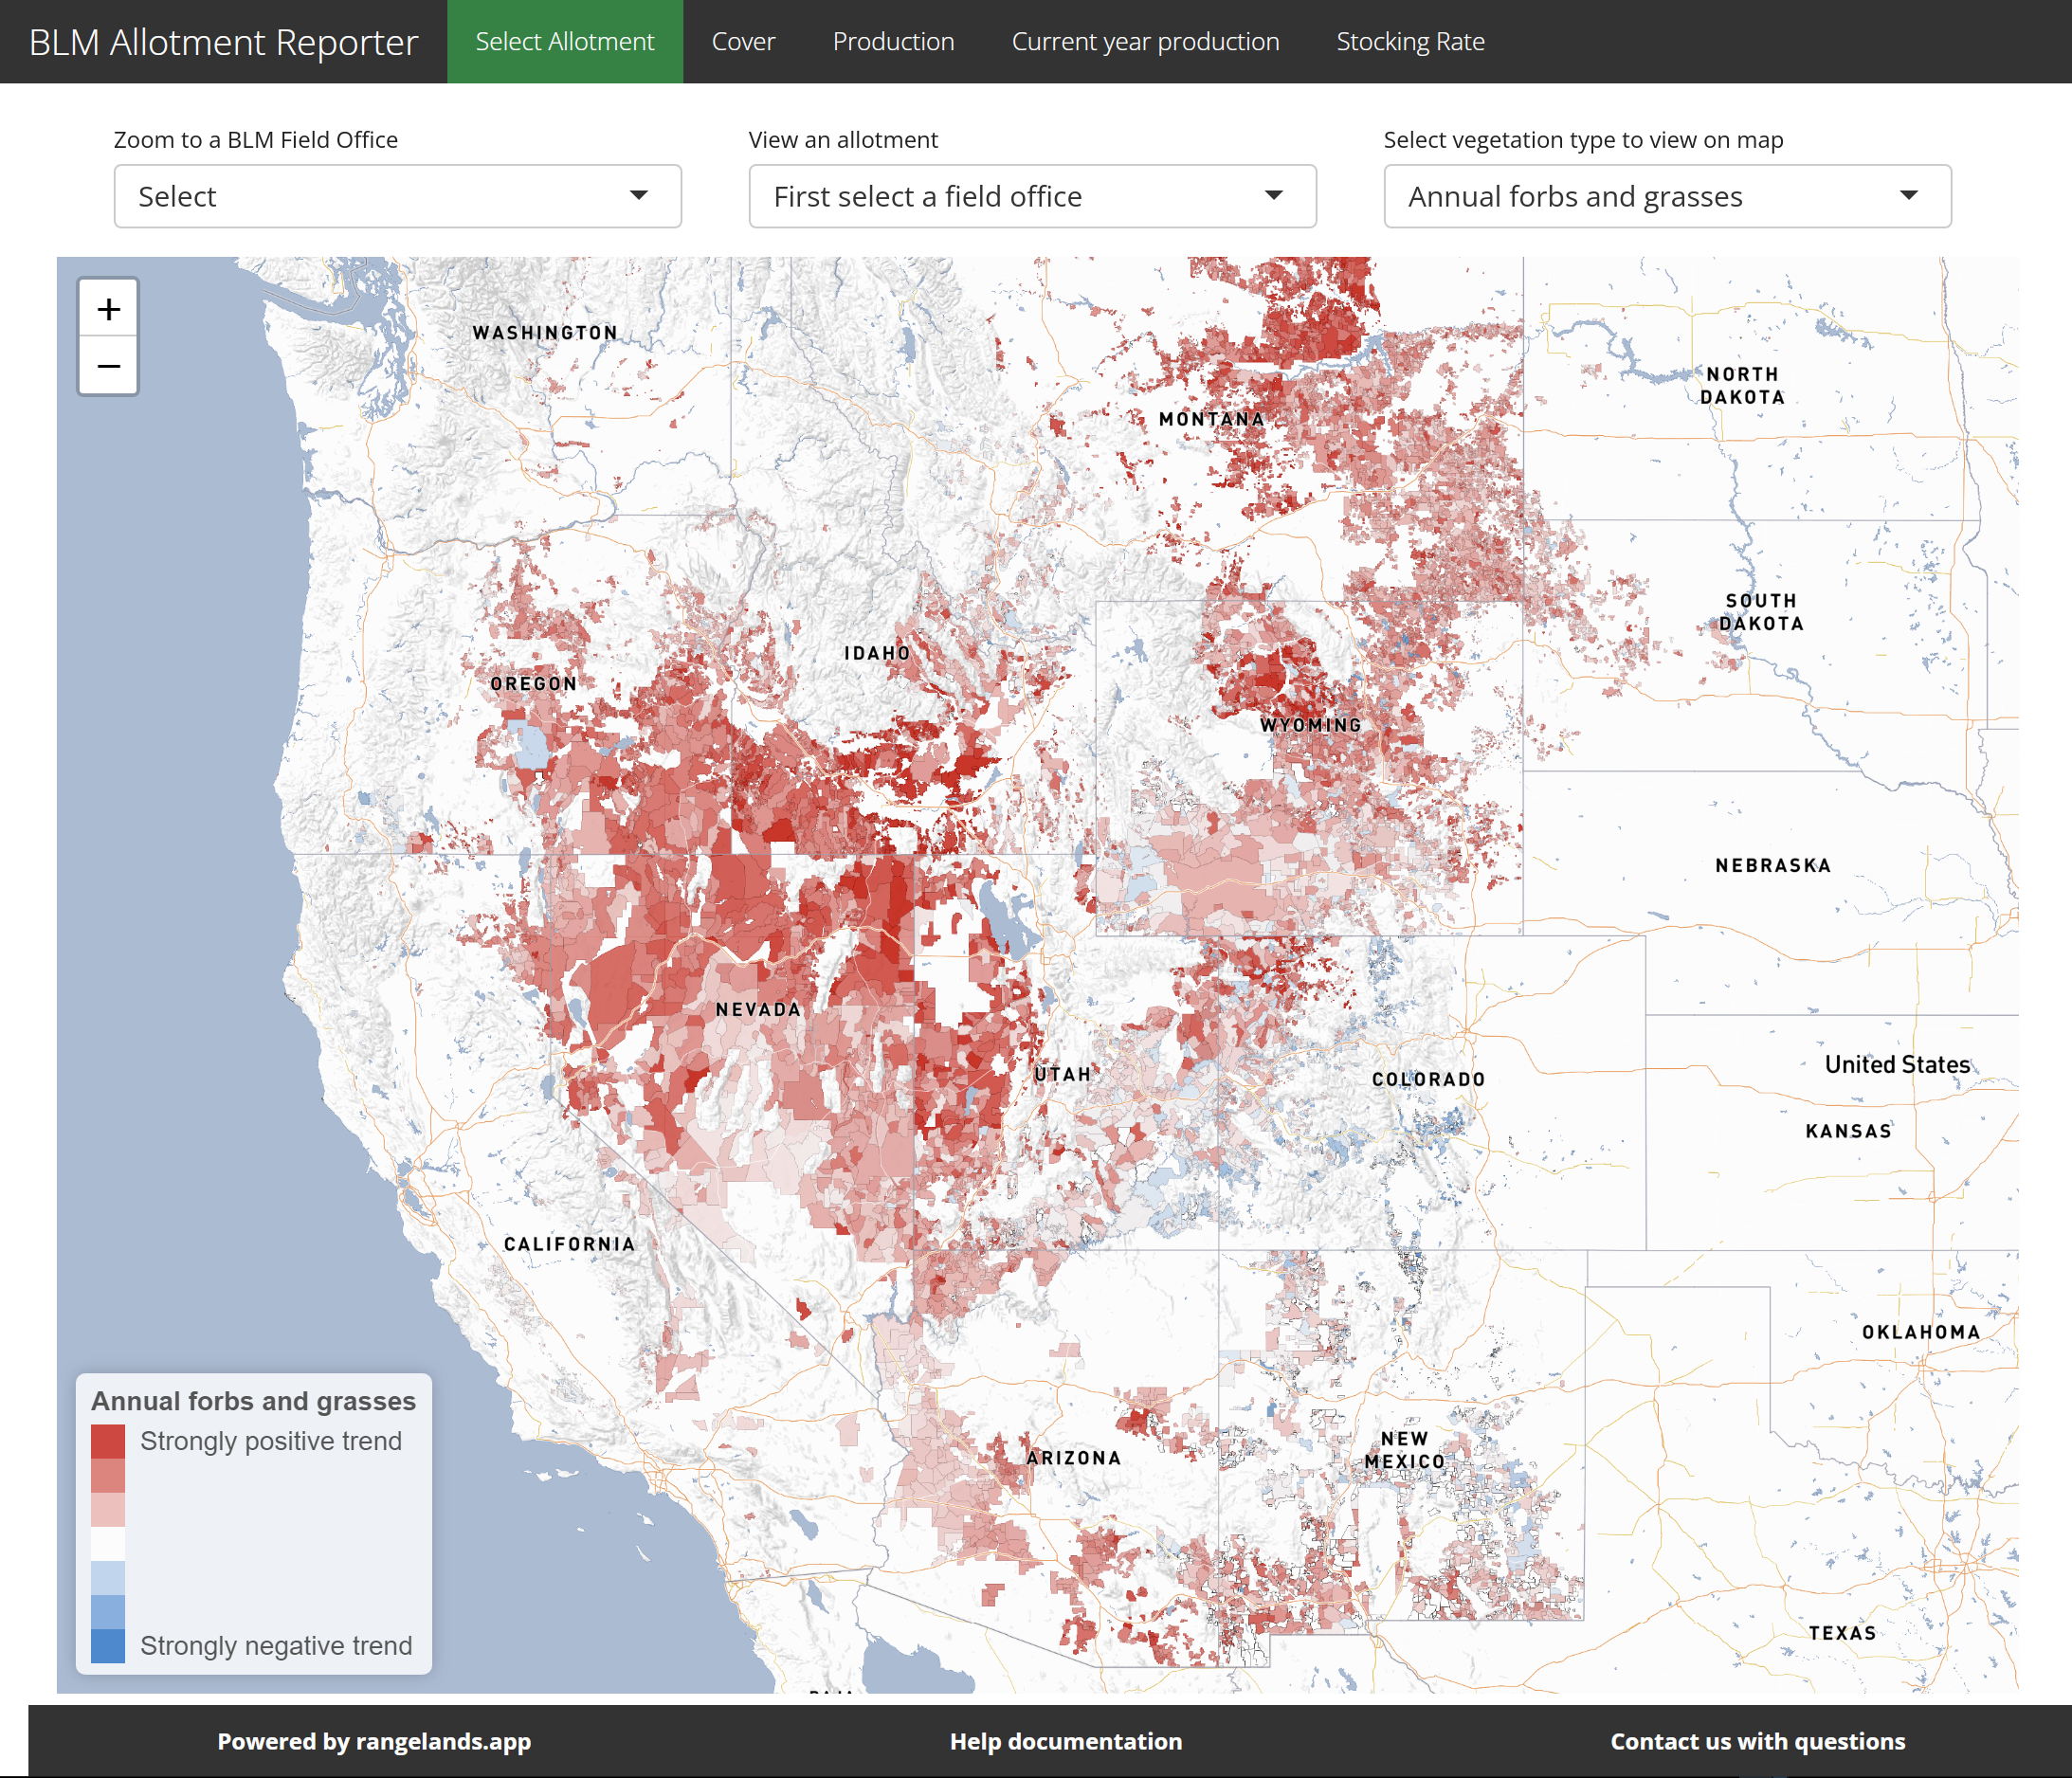 BLM Allotment Reporter
Select Allotment
Cover
Production
Current year production
Stocking Rate
Zoom to a BLM Field Office
Select
View an allotment
First select a field office
Select vegetation type to view on map
Annual forbs and grasses
+
−
WASHINGTON
MONTANA
NORTH
DAKOTA
SOUTH
DAKOTA
IDAHO
OREGON
WYOMING
NEBRASKA
NEVADA
UTAH
COLORADO
United States
KANSAS
CALIFORNIA
OKLAHOMA
ARIZONA
NEW
MEXICO
TEXAS
Annual forbs and grasses
Strongly positive trend
Strongly negative trend
Powered by rangelands.app
Help documentation
Contact us with questions